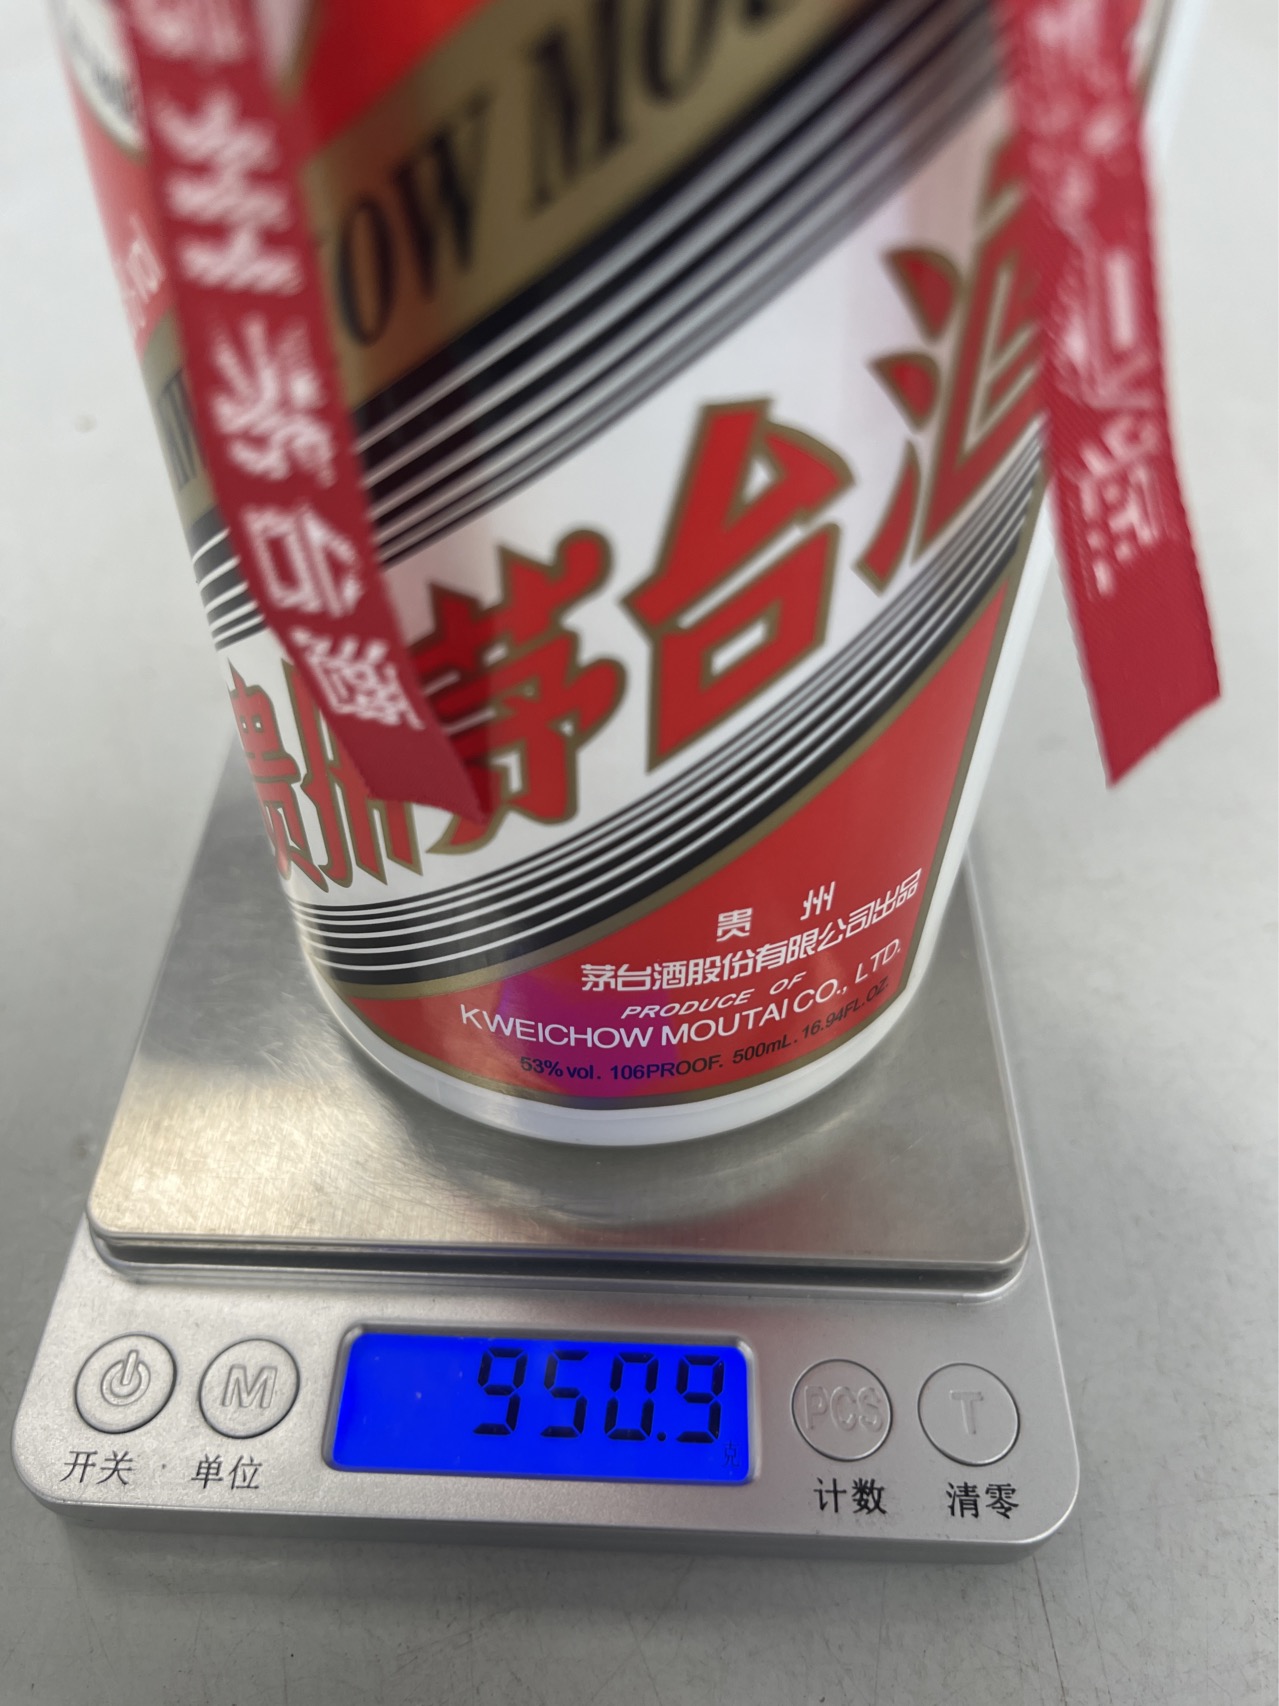 OW MOU
贵州茅台酒
贵州
茅台酒股份有限公司出品
PRODUCE OF
KWEICHOW MOUTAI CO., LTD.
53%vol. 106PROOF. 500mL. 16.94FL.OZ.
950.9
克
M
PCS
T
开关
单位
计数
清零